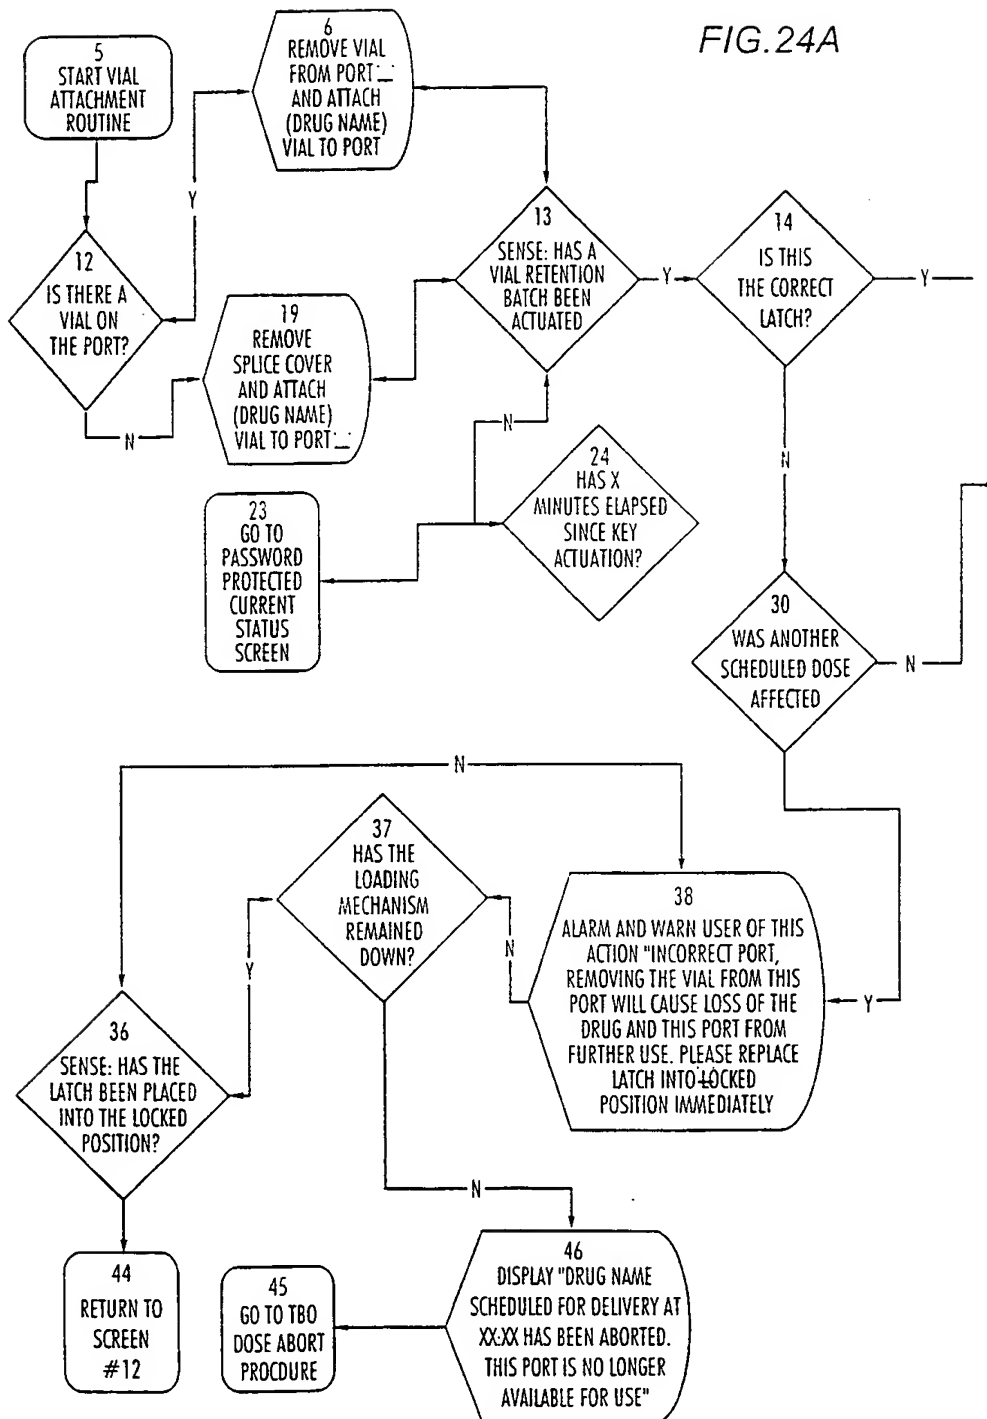 FIG.24A
5
START VIAL
ATTACHMENT
ROUTINE
6
REMOVE VIAL
FROM PORT_
AND ATTACH
(DRUG NAME)
VIAL TO PORT
Y
12
IS THERE A
VIAL ON
THE PORT?
N
19
REMOVE
SPLICE COVER
AND ATTACH
(DRUG NAME)
VIAL TO PORT_
13
SENSE: HAS A
VIAL RETENTION
BATCH BEEN
ACTUATED
Y
14
IS THIS
THE CORRECT
LATCH?
Y
N
N
24
HAS X
MINUTES ELAPSED
SINCE KEY
ACTUATION?
23
GO TO
PASSWORD
PROTECTED
CURRENT
STATUS
SCREEN
30
WAS ANOTHER
SCHEDULED DOSE
AFFECTED
N
Y
N
37
HAS THE
LOADING
MECHANISM
REMAINED
DOWN?
Y
N
N
38
ALARM AND WARN USER OF THIS
ACTION "INCORRECT PORT,
REMOVING THE VIAL FROM THIS
PORT WILL CAUSE LOSS OF THE
DRUG AND THIS PORT FROM
FURTHER USE. PLEASE REPLACE
LATCH INTO LOCKED
POSITION IMMEDIATELY
36
SENSE: HAS THE
LATCH BEEN PLACED
INTO THE LOCKED
POSITION?
44
RETURN TO
SCREEN
#12
45
GO TO TBO
DOSE ABORT
PROCDURE
46
DISPLAY "DRUG NAME
SCHEDULED FOR DELIVERY AT
XX:XX HAS BEEN ABORTED.
THIS PORT IS NO LONGER
AVAILABLE FOR USE"